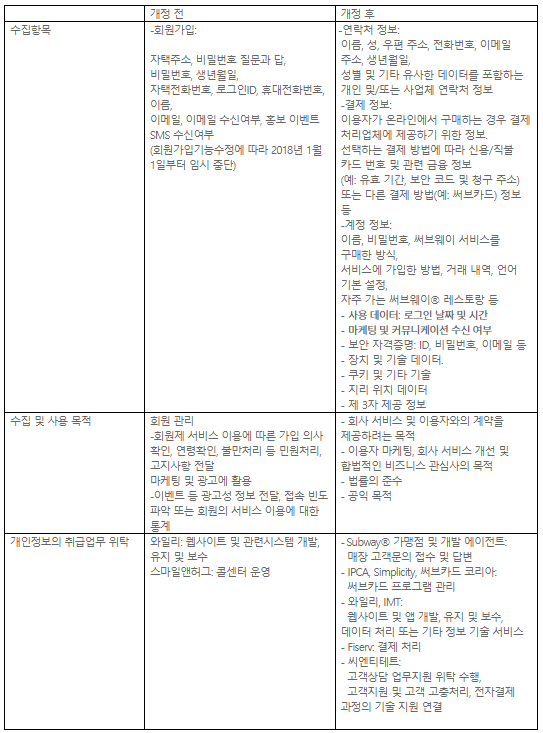 개정 전
개정 후
수집항목
-회원가입:
자택주소, 비밀번호 질문과 답,
비밀번호, 생년월일,
자택전화번호, 로그인ID, 휴대전화번호,
이름,
이메일, 이메일 수신여부, 홍보 이벤트
SMS 수신여부
(회원가입기능수정에 따라 2018년 1월
1일부터 임시 중단)
-연락처 정보:
이름, 성, 우편 주소, 전화번호, 이메일
주소, 생년월일,
성별 및 기타 유사한 데이터를 포함하는
개인 및/또는 사업체 연락처 정보
-결제 정보:
이용자가 온라인에서 구매하는 경우 결제
처리업체에 제공하기 위한 정보.
선택하는 결제 방법에 따라 신용/직불
카드 번호 및 관련 금융 정보
(예: 유효 기간, 보안 코드 및 청구 주소)
또는 다른 결제 방법(예: 써브카드) 정보
등
-계정 정보:
이름, 비밀번호, 써브웨이 서비스를
구매한 방식,
서비스에 가입한 방법, 거래 내역, 언어
기본 설정,
자주 가는 써브웨이® 레스토랑 등
- 사용 데이터: 로그인 날짜 및 시간
- 마케팅 및 커뮤니케이션 수신 여부
- 보안 자격증명: ID, 비밀번호, 이메일 등
- 장치 및 기술 데이터.
- 쿠키 및 기타 기술
- 지리 위치 데이터
- 제 3자 제공 정보
수집 및 사용 목적
회원 관리
-회원제 서비스 이용에 따른 가입 의사
확인, 연령확인, 불만처리 등 민원처리,
고지사항 전달
마케팅 및 광고에 활용
-이벤트 등 광고성 정보 전달, 접속 빈도
파악 또는 회원의 서비스 이용에 대한
통계
- 회사 서비스 및 이용자와의 계약을
제공하려는 목적
- 이용자 마케팅, 회사 서비스 개선 및
합법적인 비즈니스 관심사의 목적
- 법률의 준수
- 공익 목적
개인정보의 취급업무 위탁
와일리: 웹사이트 및 관련시스템 개발,
유지 및 보수
스마일앤허그: 콜센터 운영
- Subway® 가맹점 및 개발 에이전트:
매장 고객문의 접수 및 답변
- IPCA, Simplicity, 써브카드 코리아:
써브카드 프로그램 관리
- 와일리, IMT:
웹사이트 및 앱 개발, 유지 및 보수,
데이터 처리 또는 기타 정보 기술 서비스
- Fiserv: 결제 처리
- 씨엔티테트:
고객상담 업무지원 위탁 수행,
고객지원 및 고객 고충처리, 전자결제
과정의 기술 지원 연결